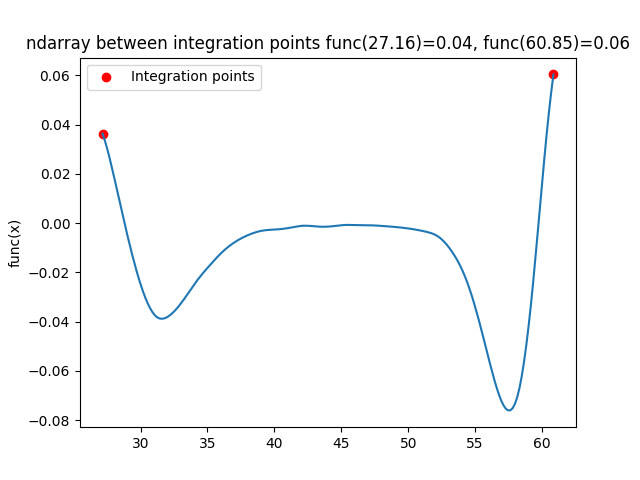 ndarray between integration points func(27.16)=0.04, func(60.85)=0.06
Integration points
0.06
0.04
0.02
0.00
−0.02
−0.04
−0.06
−0.08
func(x)
30 35 40 45 50 55 60